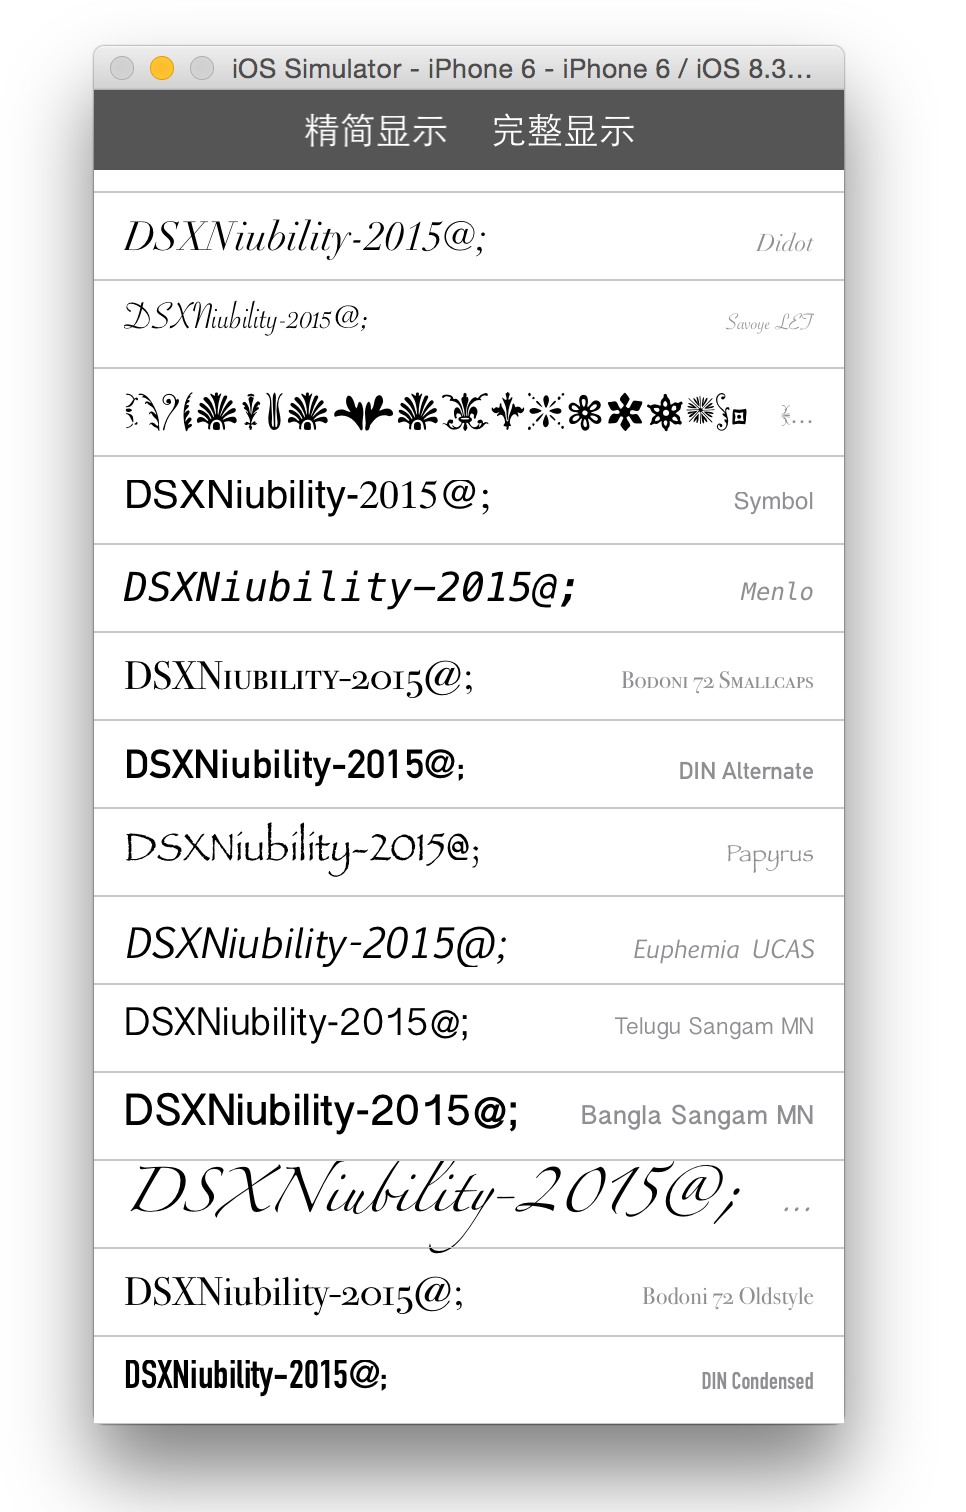 iOS Simulator - iPhone 6 - iPhone 6 / iOS 8.3...
精简显示 完整显示
DSXNiubility-2015@; Didot
DSXNiubility-2015@; Savoye LET
...
DSXNiubility-2015@; Symbol
DSXNiubility-2015@; Menlo
DSXNiubility-2015@; Bodoni 72 Smallcaps
DSXNiubility-2015@; DIN Alternate
DSXNiubility-2015@; Papyrus
DSXNiubility-2015@; Euphemia UCAS
DSXNiubility-2015@; Telugu Sangam MN
DSXNiubility-2015@; Bangla Sangam MN
DSXNiubility-2015@; ...
DSXNiubility-2015@; Bodoni 72 Oldstyle
DSXNiubility-2015@; DIN Condensed